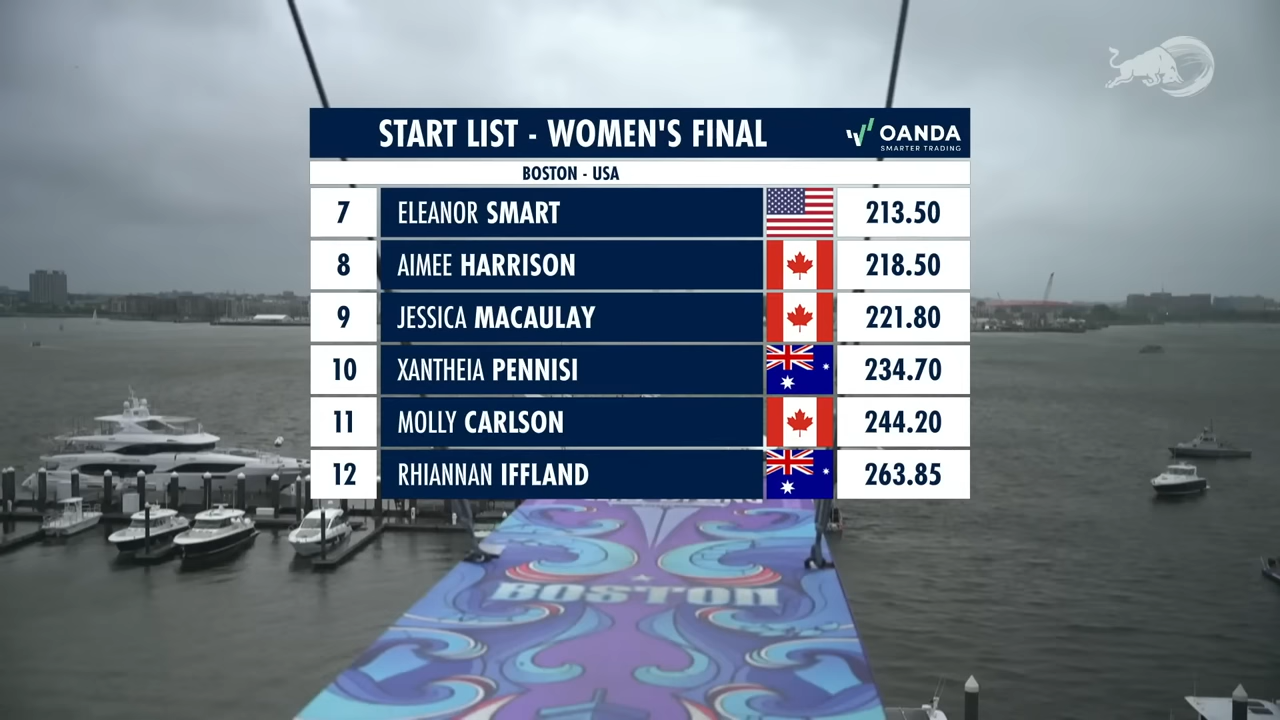 START LIST - WOMEN'S FINAL
OANDA
SMARTER TRADING
BOSTON - USA
7 ELEANOR SMART 213.50
8 AIMEE HARRISON 218.50
9 JESSICA MACAULAY 221.80
10 XANTHEIA PENNISI 234.70
11 MOLLY CARLSON 244.20
12 RHIANNAN IFFLAND 263.85
BOSTON